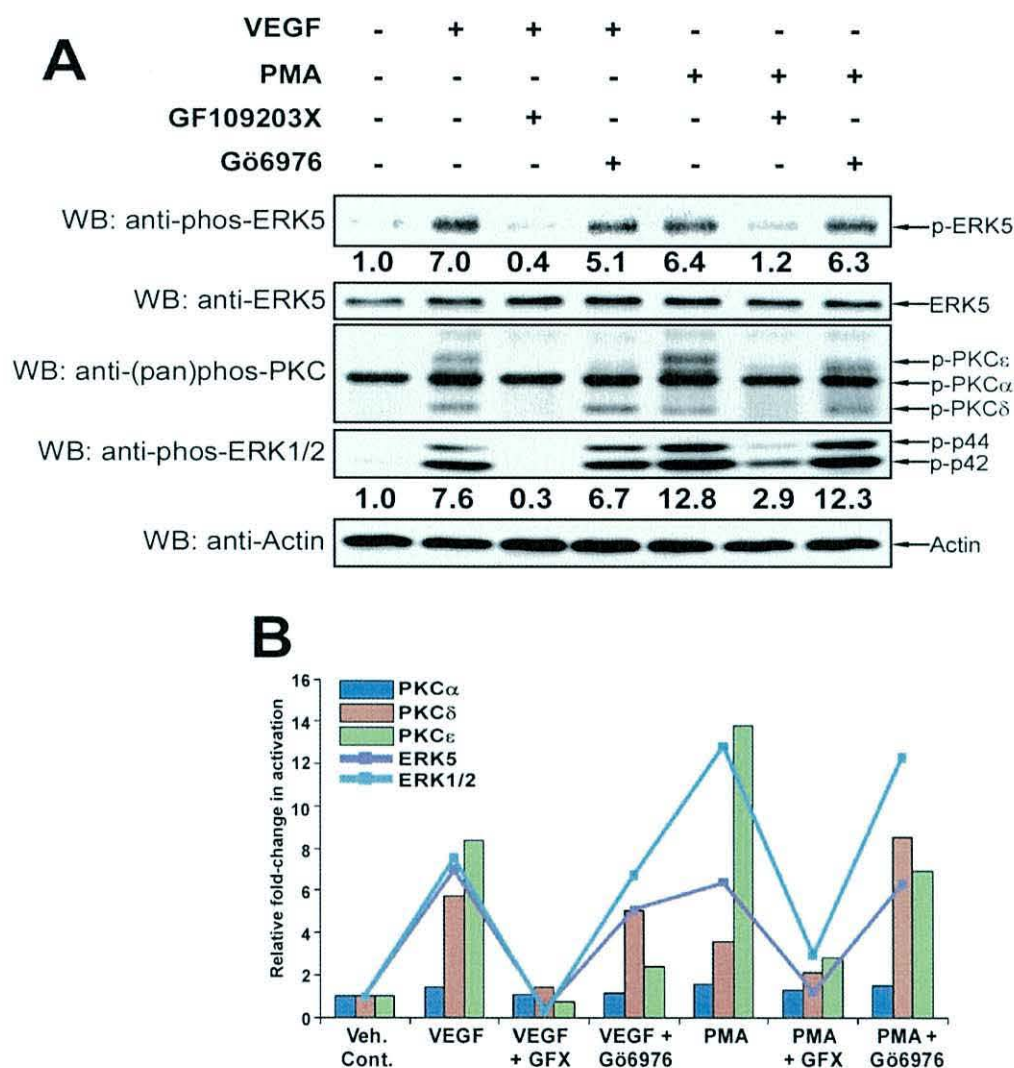 A
VEGF - + + + - - -
PMA - - - - + + +
GF109203X - - + - - + -
Gö6976 - - - + - - +
WB: anti-phos-ERK5 p-ERK5
1.0 7.0 0.4 5.1 6.4 1.2 6.3
WB: anti-ERK5 ERK5
WB: anti-(pan)phos-PKC p-PKCε
p-PKCα
p-PKCδ
WB: anti-phos-ERK1/2 p-p44
p-p42
1.0 7.6 0.3 6.7 12.8 2.9 12.3
WB: anti-Actin Actin
B
Relative fold-change in activation
16
14
12
10
8
6
4
2
0
PKCα
PKCδ
PKCε
ERK5
ERK1/2
Veh. Cont.
VEGF
VEGF + GFX
VEGF + Gö6976
PMA
PMA + GFX
PMA + Gö6976